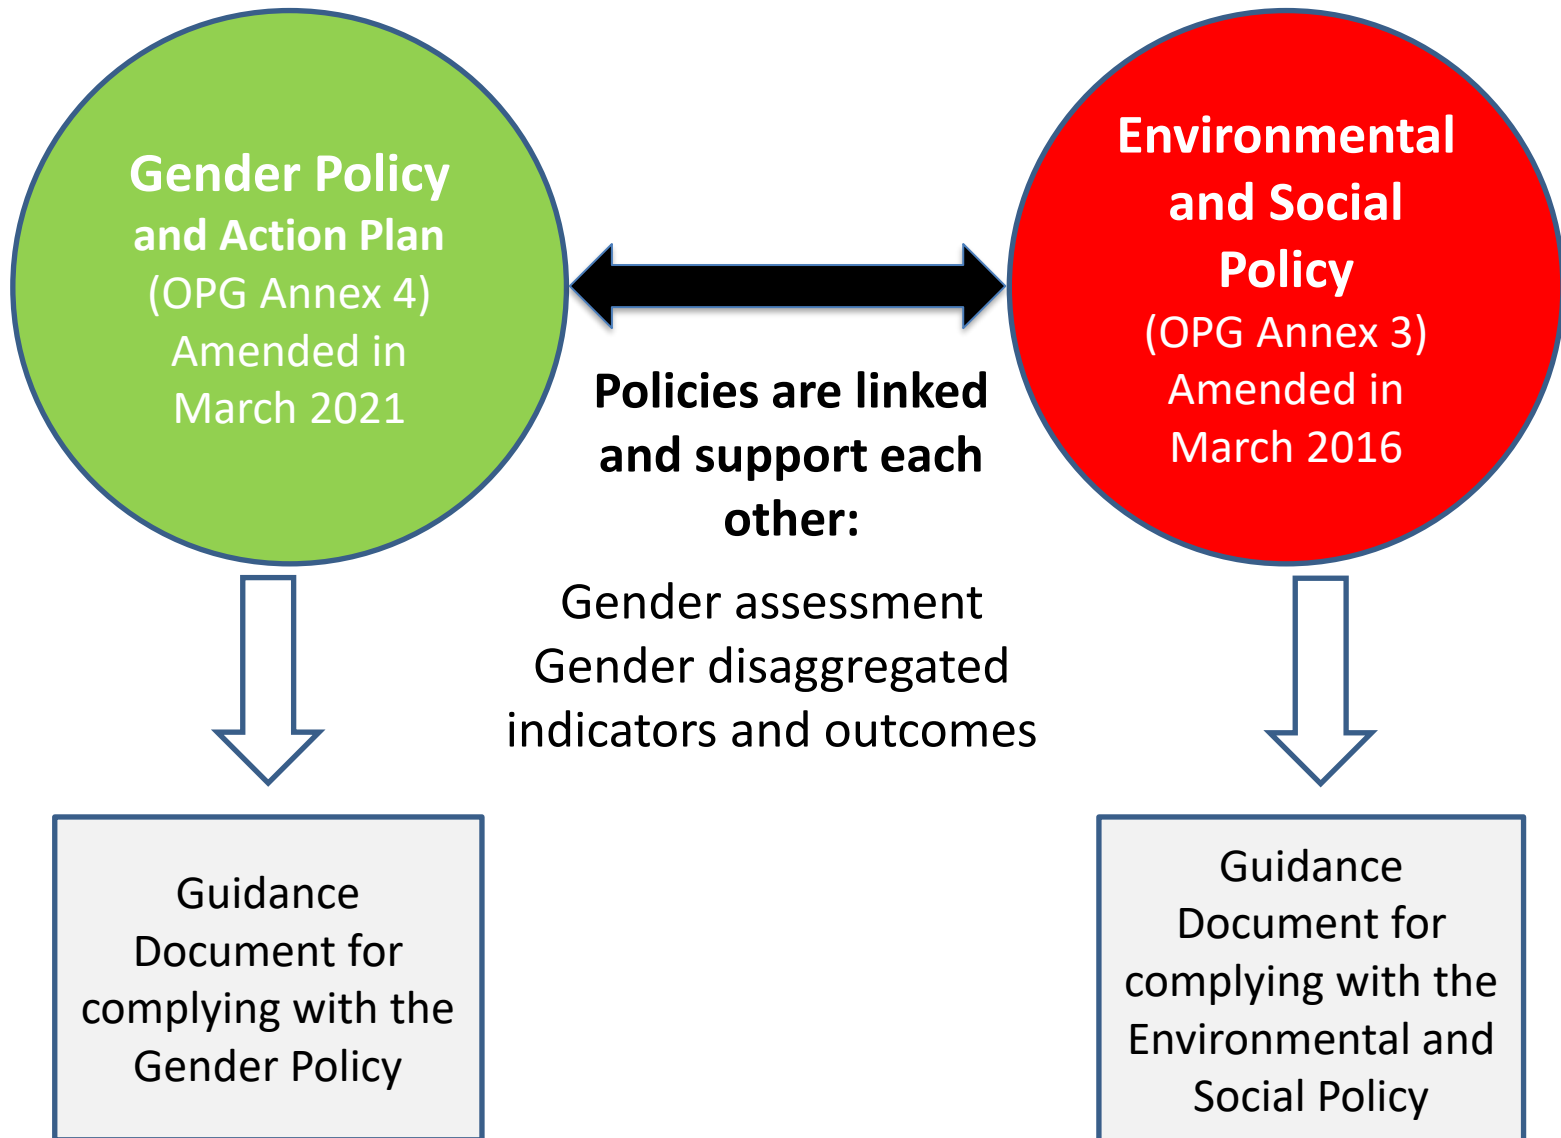 Gender Policy
and Action Plan
(OPG Annex 4)
Amended in
March 2021
Environmental
and Social
Policy
(OPG Annex 3)
Amended in
March 2016
Policies are linked
and support each
other:
Gender assessment
Gender disaggregated
indicators and outcomes
Guidance
Document for
complying with the
Gender Policy
Guidance
Document for
complying with the
Environmental and
Social Policy